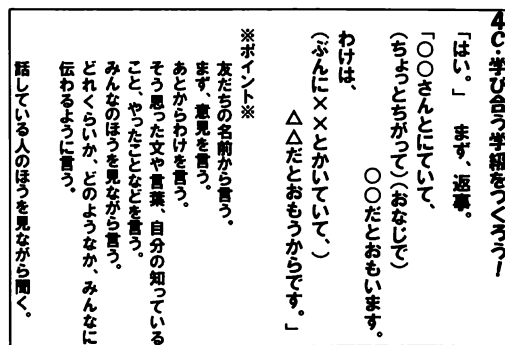 4C・学び合う学級をつくろう！
「はい。」　まず、返事。
「〇〇さんとにていて、
（ちょっとちがって）（おなじで）
〇〇だとおもいます。
わけは、
（ぶんに××とかいていて、）
△△だとおもうからです。」
※ポイント※
友だちの名前から言う。
まず、意見を言う。
あとからわけを言う。
そう思った文や言葉、自分の知っている
こと、やったことなどを言う。
みんなのほうを見ながら言う。
どれくらいか、どのようなか、みんなに
伝わるように言う。
話している人のほうを見ながら聞く。